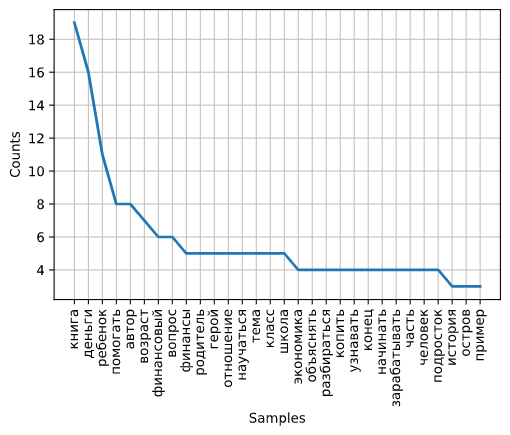 18
16
14
12
10
8
6
4
Counts
книга
деньги
ребенок
помогать
автор
возраст
финансовый
вопрос
финансы
родитель
герой
отношение
научаться
тема
класс
школа
экономика
объяснять
разбираться
копить
узнавать
конец
начинать
зарабатывать
часть
человек
подросток
история
остров
пример
Samples